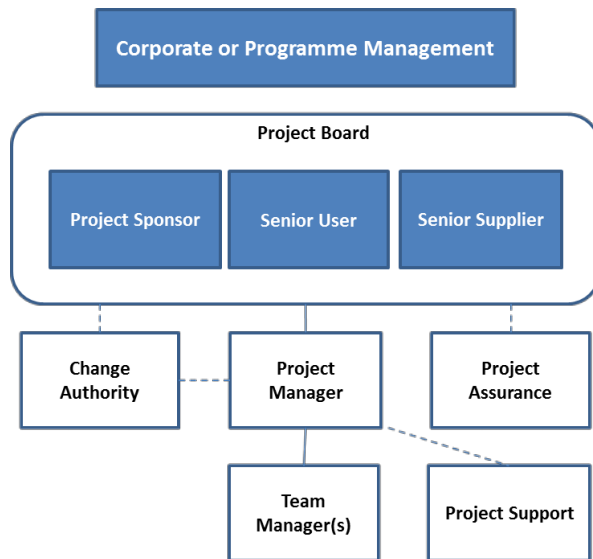 Corporate or Programme Management
Project Board
Project Sponsor
Senior User
Senior Supplier
Change
Authority
Project
Manager
Project
Assurance
Team
Manager(s)
Project Support